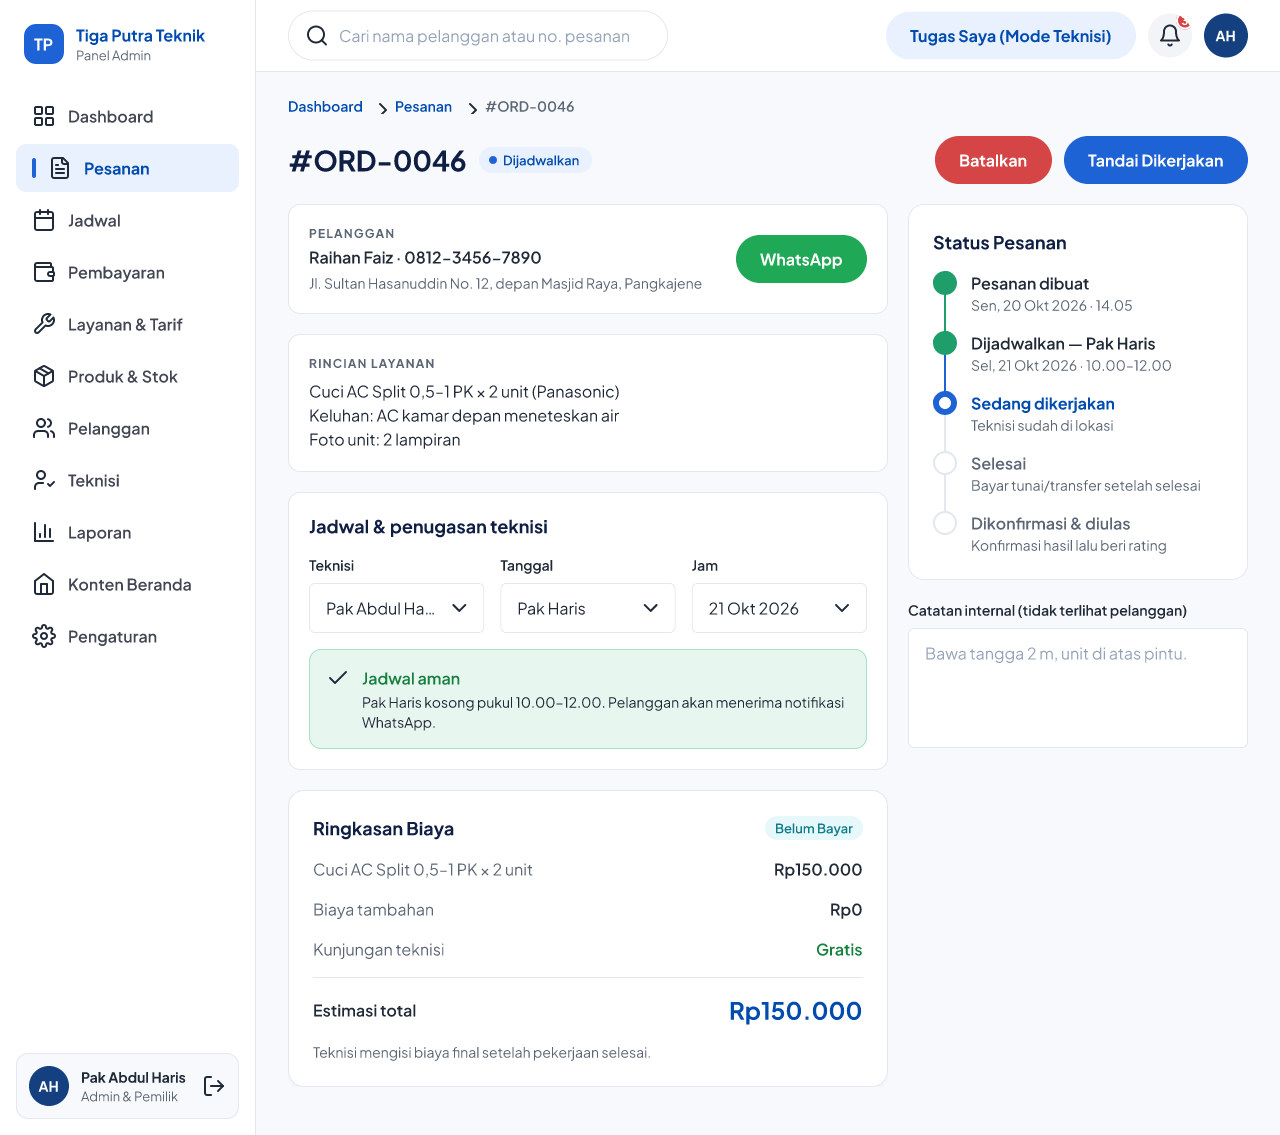 TP
Tiga Putra Teknik
Panel Admin
Dashboard
Pesanan
Jadwal
Pembayaran
Layanan & Tarif
Produk & Stok
Pelanggan
Teknisi
Laporan
Konten Beranda
Pengaturan
AH
Pak Abdul Haris
Admin & Pemilik
Cari nama pelanggan atau no. pesanan
Tugas Saya (Mode Teknisi)
AH
Dashboard > Pesanan > #ORD-0046
#ORD-0046
Dijadwalkan
Batalkan
Tandai Dikerjakan
PELANGGAN
Raihan Faiz · 0812-3456-7890
Jl. Sultan Hasanuddin No. 12, depan Masjid Raya, Pangkajene
WhatsApp
RINCIAN LAYANAN
Cuci AC Split 0,5–1 PK × 2 unit (Panasonic)
Keluhan: AC kamar depan meneteskan air
Foto unit: 2 lampiran
Jadwal & penugasan teknisi
Teknisi
Tanggal
Jam
Pak Abdul Ha...
Pak Haris
21 Okt 2026
Jadwal aman
Pak Haris kosong pukul 10.00–12.00. Pelanggan akan menerima notifikasi
WhatsApp.
Ringkasan Biaya
Belum Bayar
Cuci AC Split 0,5–1 PK × 2 unit
Rp150.000
Biaya tambahan
Rp0
Kunjungan teknisi
Gratis
Estimasi total
Rp150.000
Teknisi mengisi biaya final setelah pekerjaan selesai.
Status Pesanan
Pesanan dibuat
Sen, 20 Okt 2026 · 14.05
Dijadwalkan — Pak Haris
Sel, 21 Okt 2026 · 10.00–12.00
Sedang dikerjakan
Teknisi sudah di lokasi
Selesai
Bayar tunai/transfer setelah selesai
Dikonfirmasi & diulas
Konfirmasi hasil lalu beri rating
Catatan internal (tidak terlihat pelanggan)
Bawa tangga 2 m, unit di atas pintu.